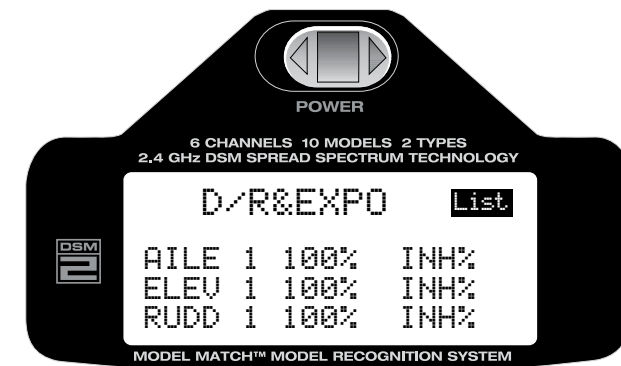 POWER
6 CHANNELS 10 MODELS 2 TYPES
2.4 GHz DSM SPREAD SPECTRUM TECHNOLOGY
D/R&EXPO List
DSM
2
AILE 1 100% INH%
ELEV 1 100% INH%
RUDD 1 100% INH%
MODEL MATCH™ MODEL RECOGNITION SYSTEM